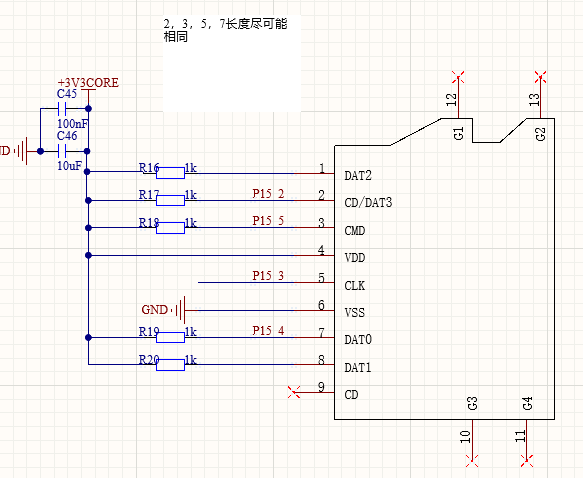 2, 3, 5, 7长度尽可能
相同
+3V3CORE
C45
100nF
C46
10uF
ND
R16 1k 1 DAT2
R17 1k P15_2 2 CD/DAT3
R18 1k P15_5 3 CMD
4 VDD
P15_3 5 CLK
GND 6 VSS
R19 1k P15_4 7 DAT0
R20 1k 8 DAT1
9 CD
12 G1
13 G2
10 G3
11 G4